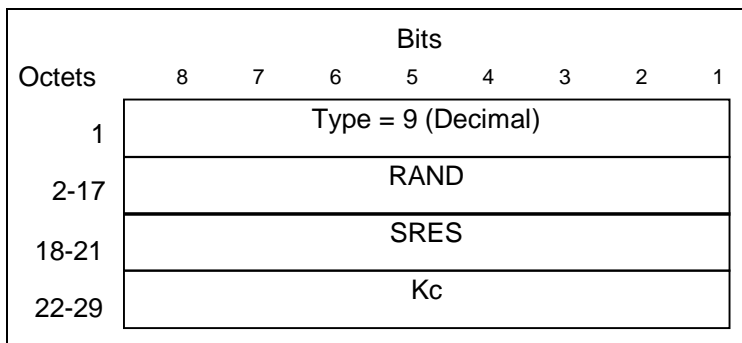 Bits
Octets 8 7 6 5 4 3 2 1
1 Type = 9 (Decimal)
2-17 RAND
18-21 SRES
22-29 Kc